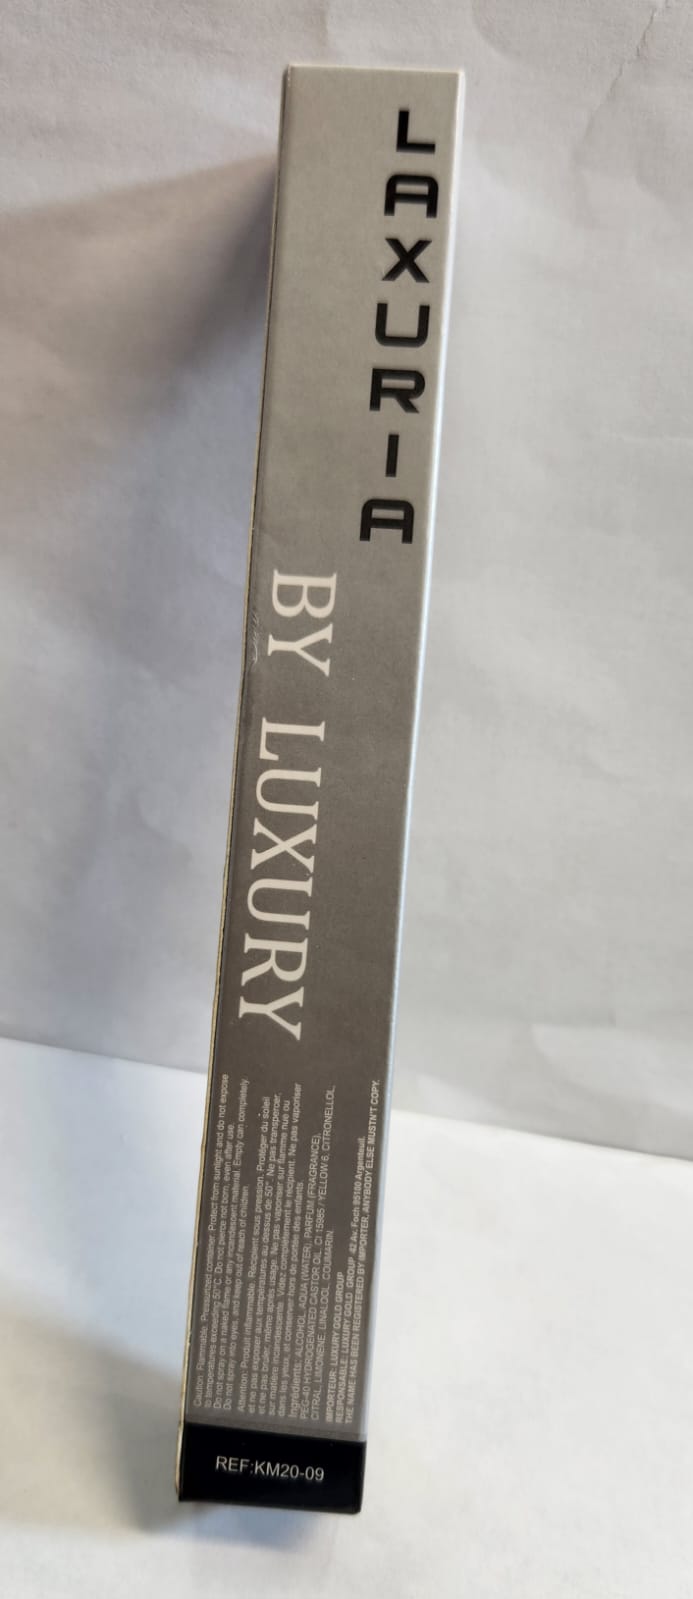 LAXURIA
BY LUXURY
Caution: Flammable. Pressurized container. Protect from sunlight and do not expose
to temperatures exceeding 50°C. Do not pierce not born, even after use.
Do not spray on a naked flame or any incandescent material. Empty can completely.
Do not spray into eyes, and keep out of reach of children.
Attention: Produit inflammable. Récipient sous pression. Protéger du soleil
et ne pas exposer aux températures au dessus de 50°. Ne pas transpercer,
et ne pas bruler, même après usage. Ne pas vaporiser sur flamme nue ou
sur matière incandescente. Videz complètement le récipient. Ne pas vaporiser
dans les yeux, et conserver hors de portée des enfants.
Ingrédients: ALCOHOL, AQUA (WATER), PARFUM (FRAGRANCE),
PEG-40 HYDROGENATED CASTOR OIL, CI 15985 / YELLOW 6, CITRONELLOL,
CITRAL, LIMONENE, LINALOOL, COUMARIN.
IMPORTEUR: LUXURY GOLD GROUP
RESPONSABLE: LUXURY GOLD GROUP 42 Av. Foch 95100 Argenteuil.
THE NAME HAS BEEN REGISTERED BY IMPORTER, ANYBODY ELSE MUSTN'T COPY.
REF:KM20-09